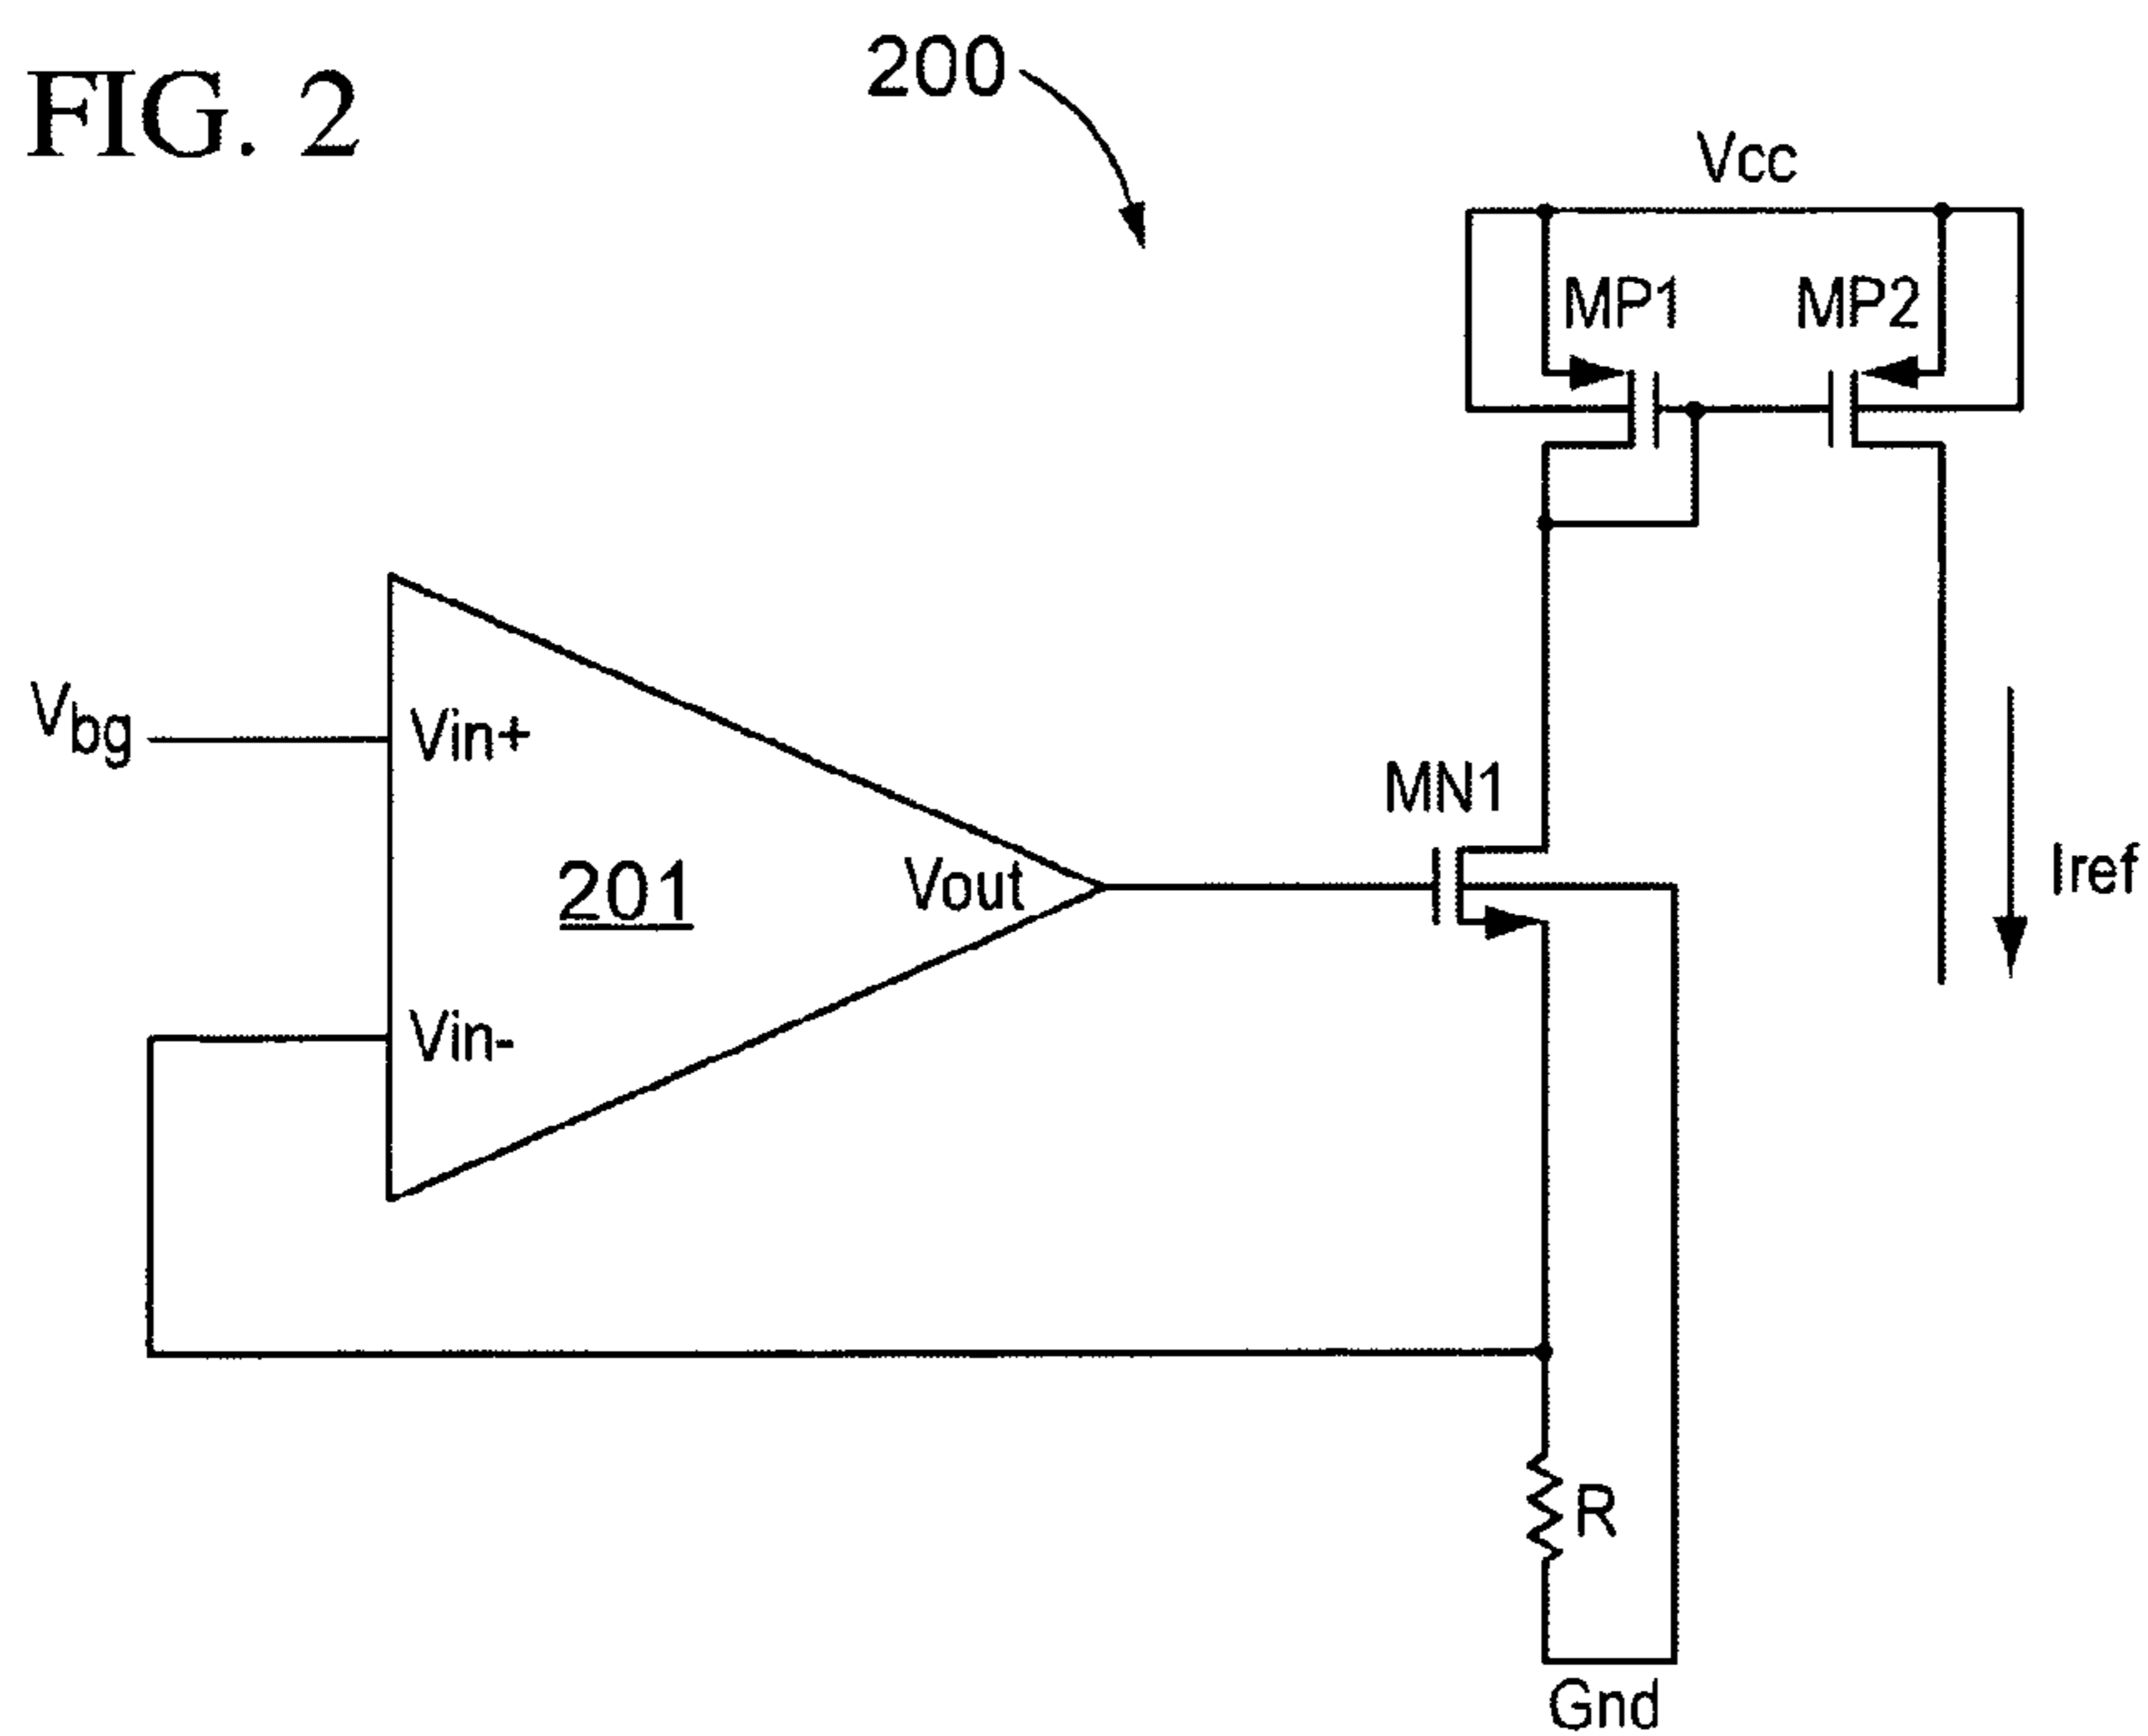 FIG. 2
200
Vcc
MP1
MP2
Vbg
Vin+
MN1
201
Vout
Iref
Vin-
R
Gnd